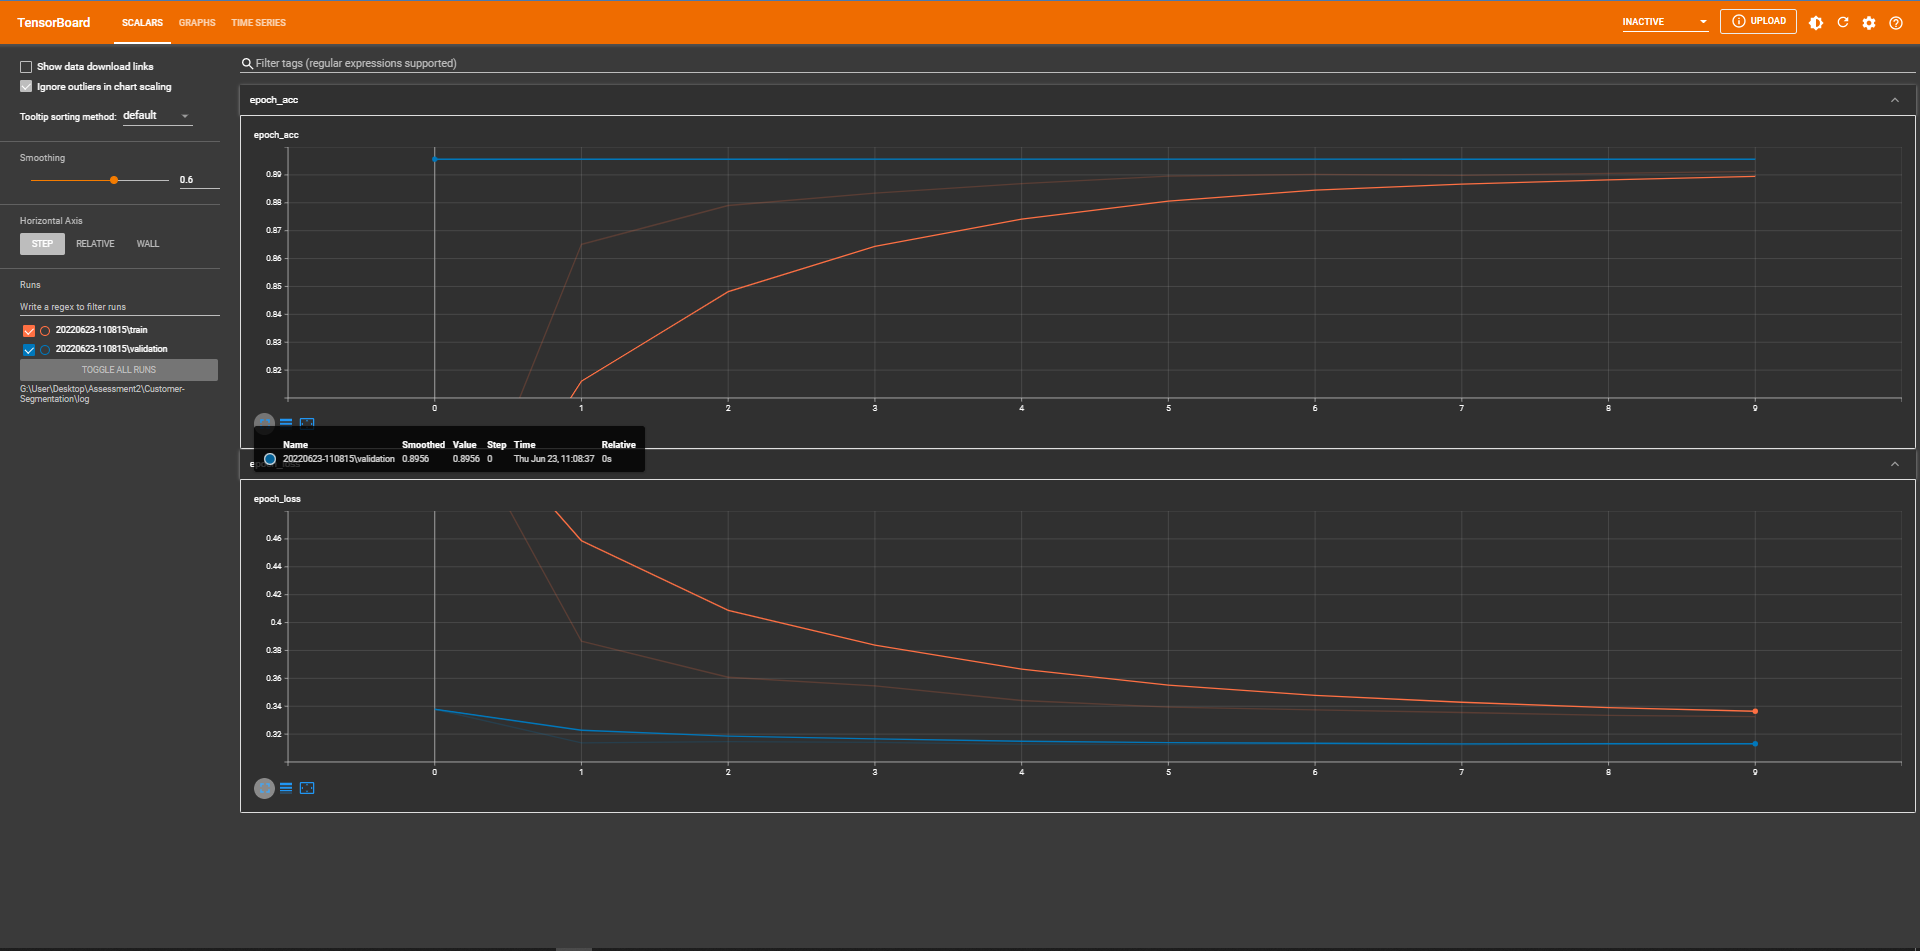 TensorBoard SCALARS GRAPHS TIME SERIES INACTIVE UPLOAD
Show data download links
Ignore outliers in chart scaling
Tooltip sorting method: default
Smoothing
0.6
Horizontal Axis
STEP RELATIVE WALL
Runs
Write a regex to filter runs
20220623-110815\train
20220623-110815\validation
TOGGLE ALL RUNS
G:\User\Desktop\Assessment2\Customer-
Segmentation\log
Filter tags (regular expressions supported)
epoch_acc
epoch_acc
0.89
0.88
0.87
0.86
0.85
0.84
0.83
0.82
0 1 2 3 4 5 6 7 8 9
Name Smoothed Value Step Time Relative
20220623-110815\validation 0.8956 0.8956 0 Thu Jun 23, 11:08:37 0s
epoch_loss
epoch_loss
0.46
0.44
0.42
0.4
0.38
0.36
0.34
0.32
0 1 2 3 4 5 6 7 8 9